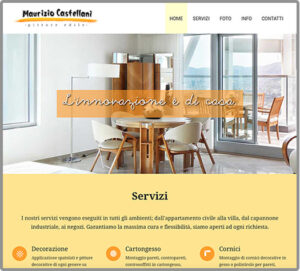 Maurizio Castellani
pittore edile
HOME SERVIZI FOTO INFO CONTATTI
L'innovazione è di casa.
Servizi
I nostri servizi vengono eseguiti in tutti gli ambienti; dall'appartamento civile alla villa, dal capannone
industriale, ai negozi. Garantiamo la massima cura e flessibilità, siamo aperti ad ogni richiesta.
Decorazione
Applicazione spatolati e pitture
decorative di ogni genere su
Cartongesso
Montaggio pareti, contropareti,
controsoffitti in cartongesso,
Cornici
Montaggio di cornici decorative in
gesso e polistirolo per pareti,